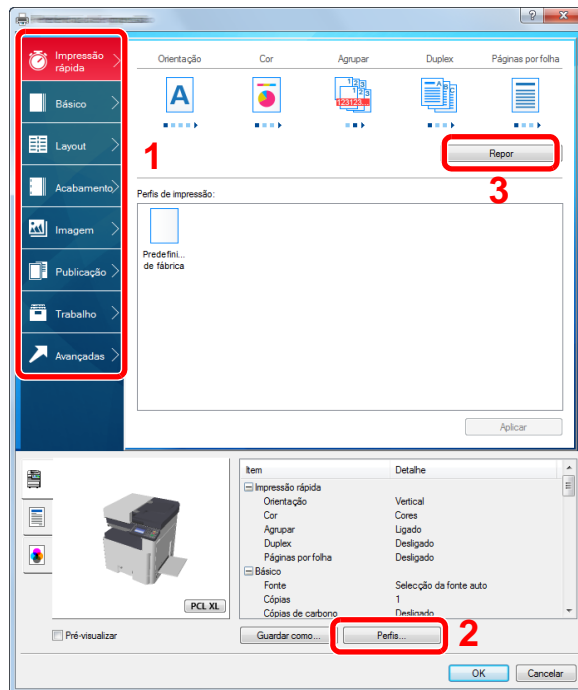 Impressão
rápida
Básico
Layout
Acabamento
Imagem
Publicação
Trabalho
Avançadas
1
Orientação Cor Agrupar Duplex Páginas por folha
A 123 123123... A B C
Repor
3
Perfis de impressão:
Predefini...
de fábrica
Aplicar
Item Detalhe
Impressão rápida
Orientação Vertical
Cor Cores
Agrupar Ligado
Duplex Desligado
Páginas por folha Desligado
Básico
Fonte Selecção da fonte auto
Cópias 1
Cópias de carbono Desligado
PCL XL
Pré-visualizar
Guardar como... Perfis... 2
OK Cancelar